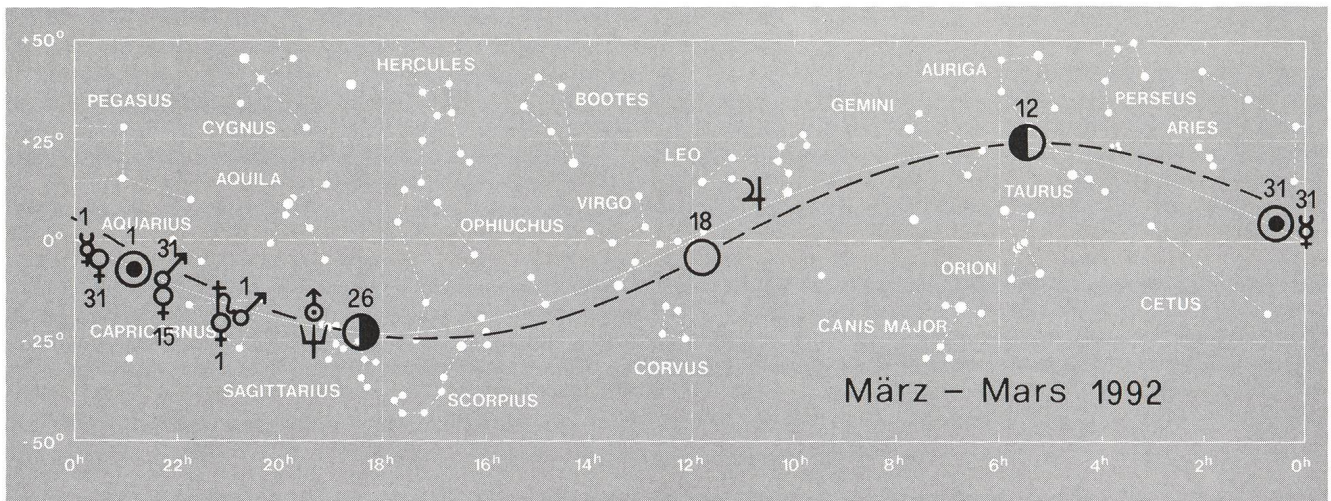 +50°
HERCULES
AURIGA
PEGASUS
BOOTES
GEMINI
12
PERSEUS
CYGNUS
ARIES
+25°
LEO
AQUILA
TAURUS
31 31
VIRGO
18
1
AQUARIUS
1
OPHIUCHUS
0°
31
ORION
31
1
26
15
CAPRICORNUS
1
CETUS
CANIS MAJOR
-25°
CORVUS
SAGITTARIUS
SCORPIUS
März – Mars 1992
-50°
0h 22h 20h 18h 16h 14h 12h 10h 8h 6h 4h 2h 0h